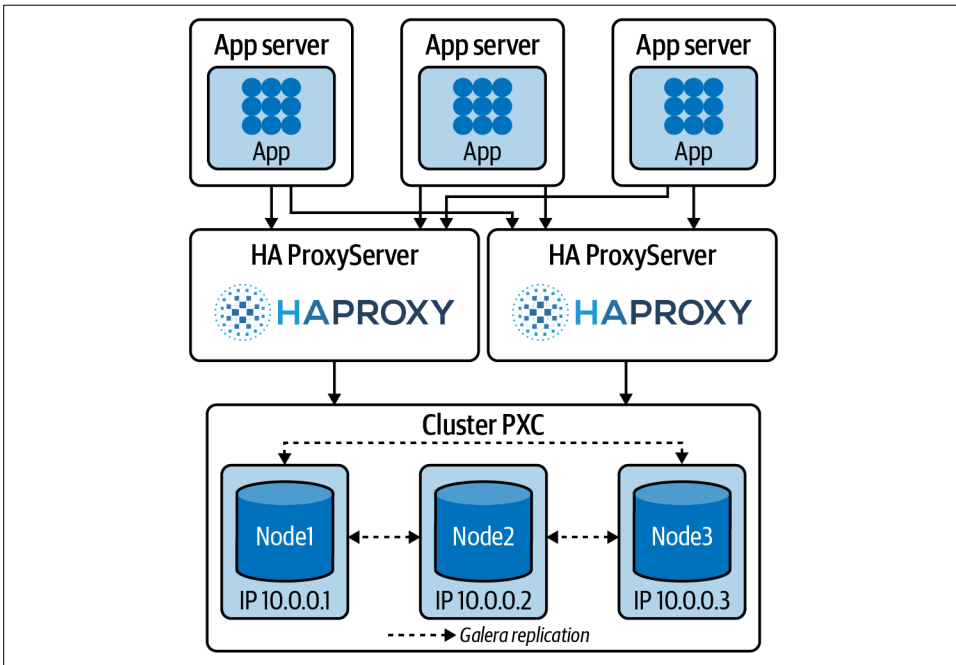 App server
App server
App server
App
App
App
HA ProxyServer
HA ProxyServer
HAPROXY
HAPROXY
Cluster PXC
Node1
Node2
Node3
IP 10.0.0.1
IP 10.0.0.2
IP 10.0.0.3
Galera replication